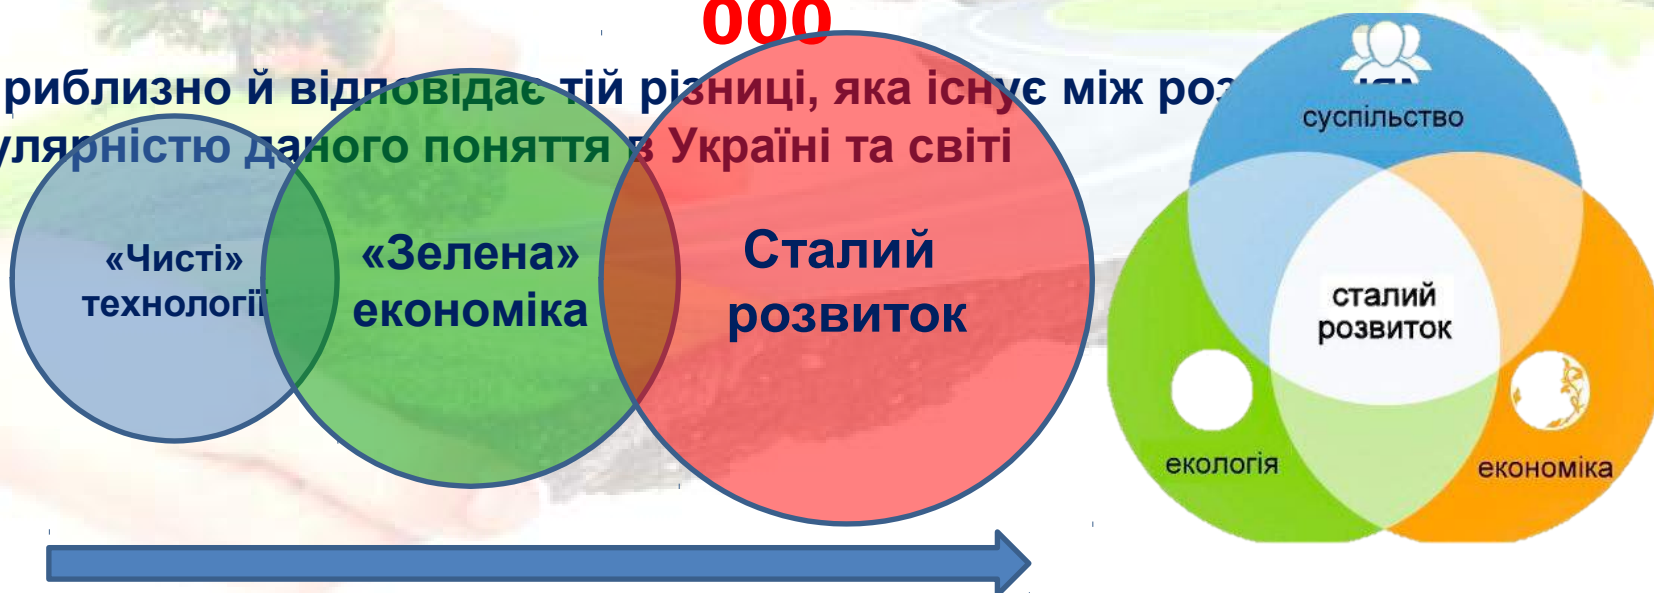 000
риблизно й відповідає тій різниці, яка існує між роз
улярністю даного поняття в Україні та світі
«Чисті»
технології
«Зелена»
економіка
Сталий
розвиток
суспільство
сталий
розвиток
екологія
економіка